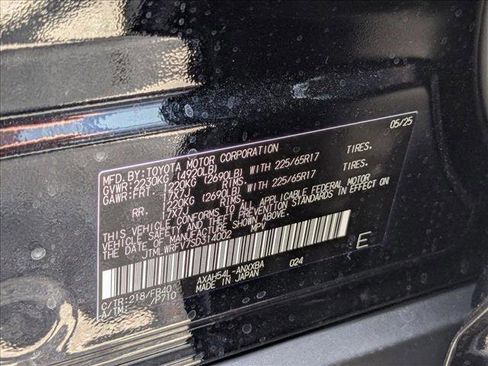 MFD.BY:TOYOTA MOTOR CORPORATION 05/25
GVWR:2230KG (4920LB)
GAWR:FRT. 1220KG (2690LB) WITH 225/65R17 TIRES.
17X7J RIMS.
RR. 1220KG (2690LB) WITH 225/65R17 TIRES.
17X7J RIMS.
THIS VEHICLE CONFORMS TO ALL APPLICABLE FEDERAL MOTOR
VEHICLE SAFETY AND THEFT PREVENTION STANDARDS IN EFFECT ON
THE DATE OF MANUFACTURE SHOWN ABOVE.
MPV
C/TR:218/FB40 AXAH54L-ANXXBA 024
A/TM: /P710 MADE IN JAPAN
E